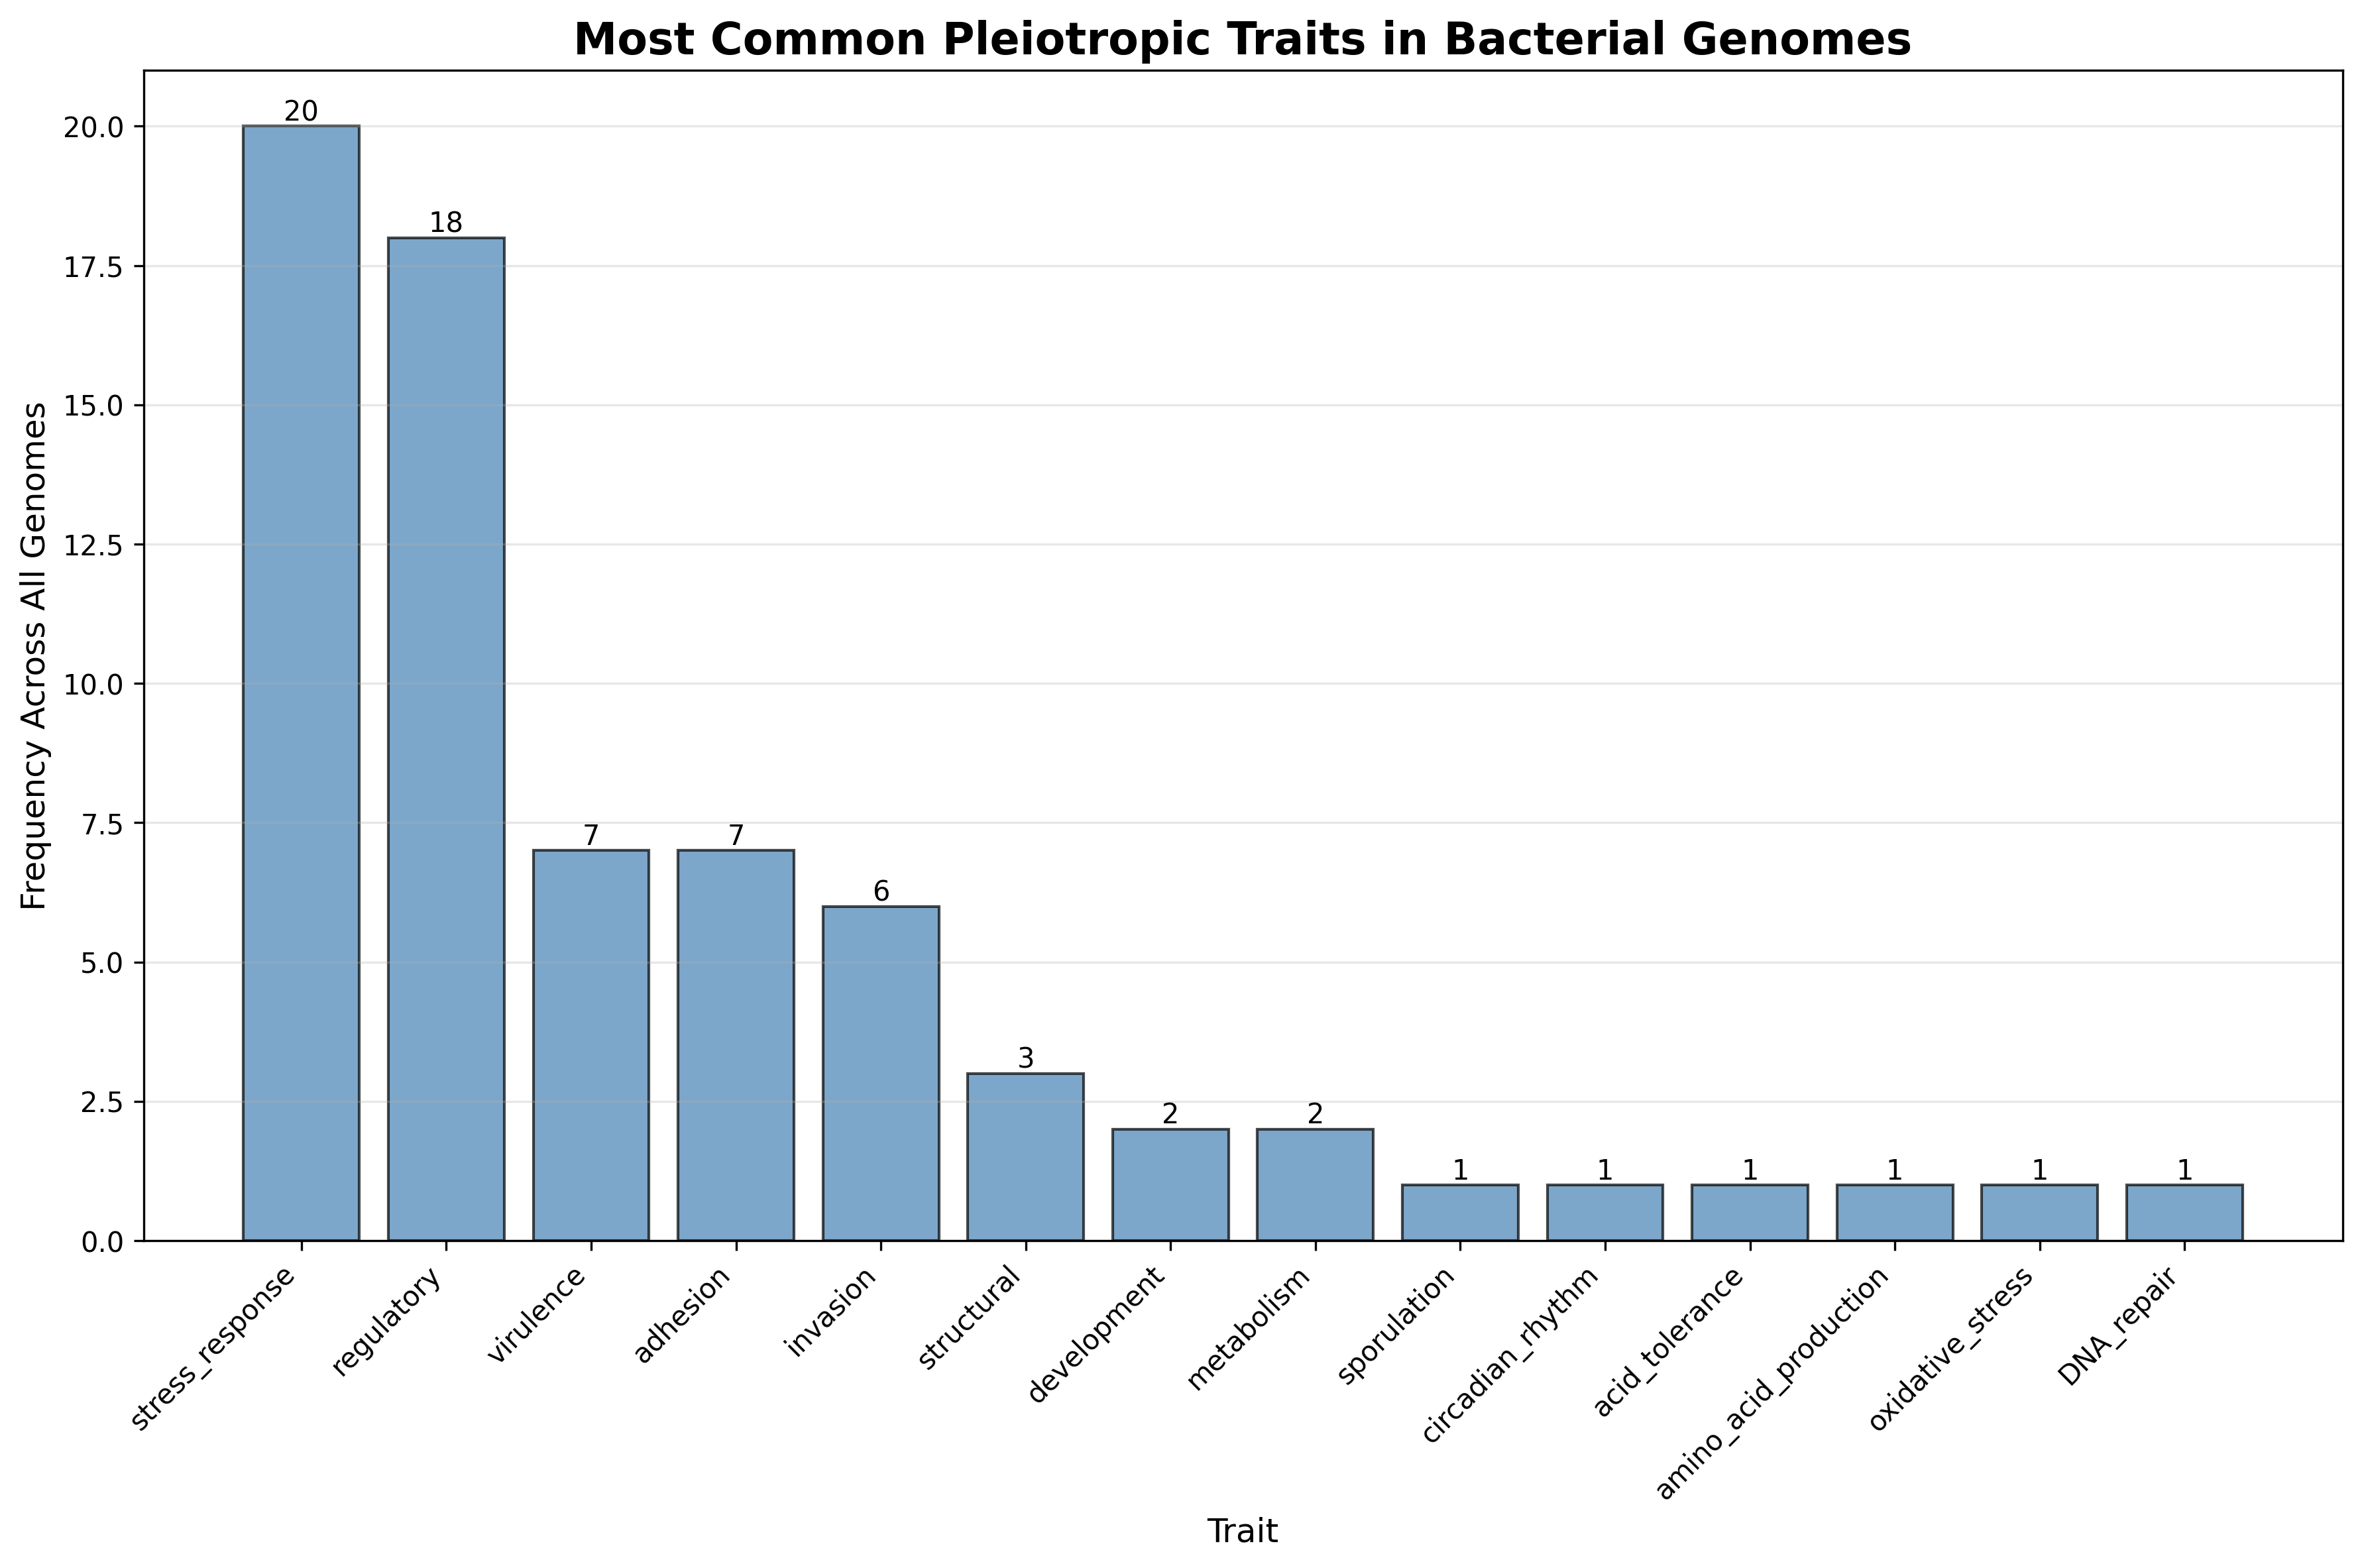 Most Common Pleiotropic Traits in Bacterial Genomes
Frequency Across All Genomes
20.0
17.5
15.0
12.5
10.0
7.5
5.0
2.5
0.0
20
18
7
7
6
3
2
2
1
1
1
1
1
1
stress_response
regulatory
virulence
adhesion
invasion
structural
development
metabolism
sporulation
circadian_rhythm
acid_tolerance
amino_acid_production
oxidative_stress
DNA_repair
Trait